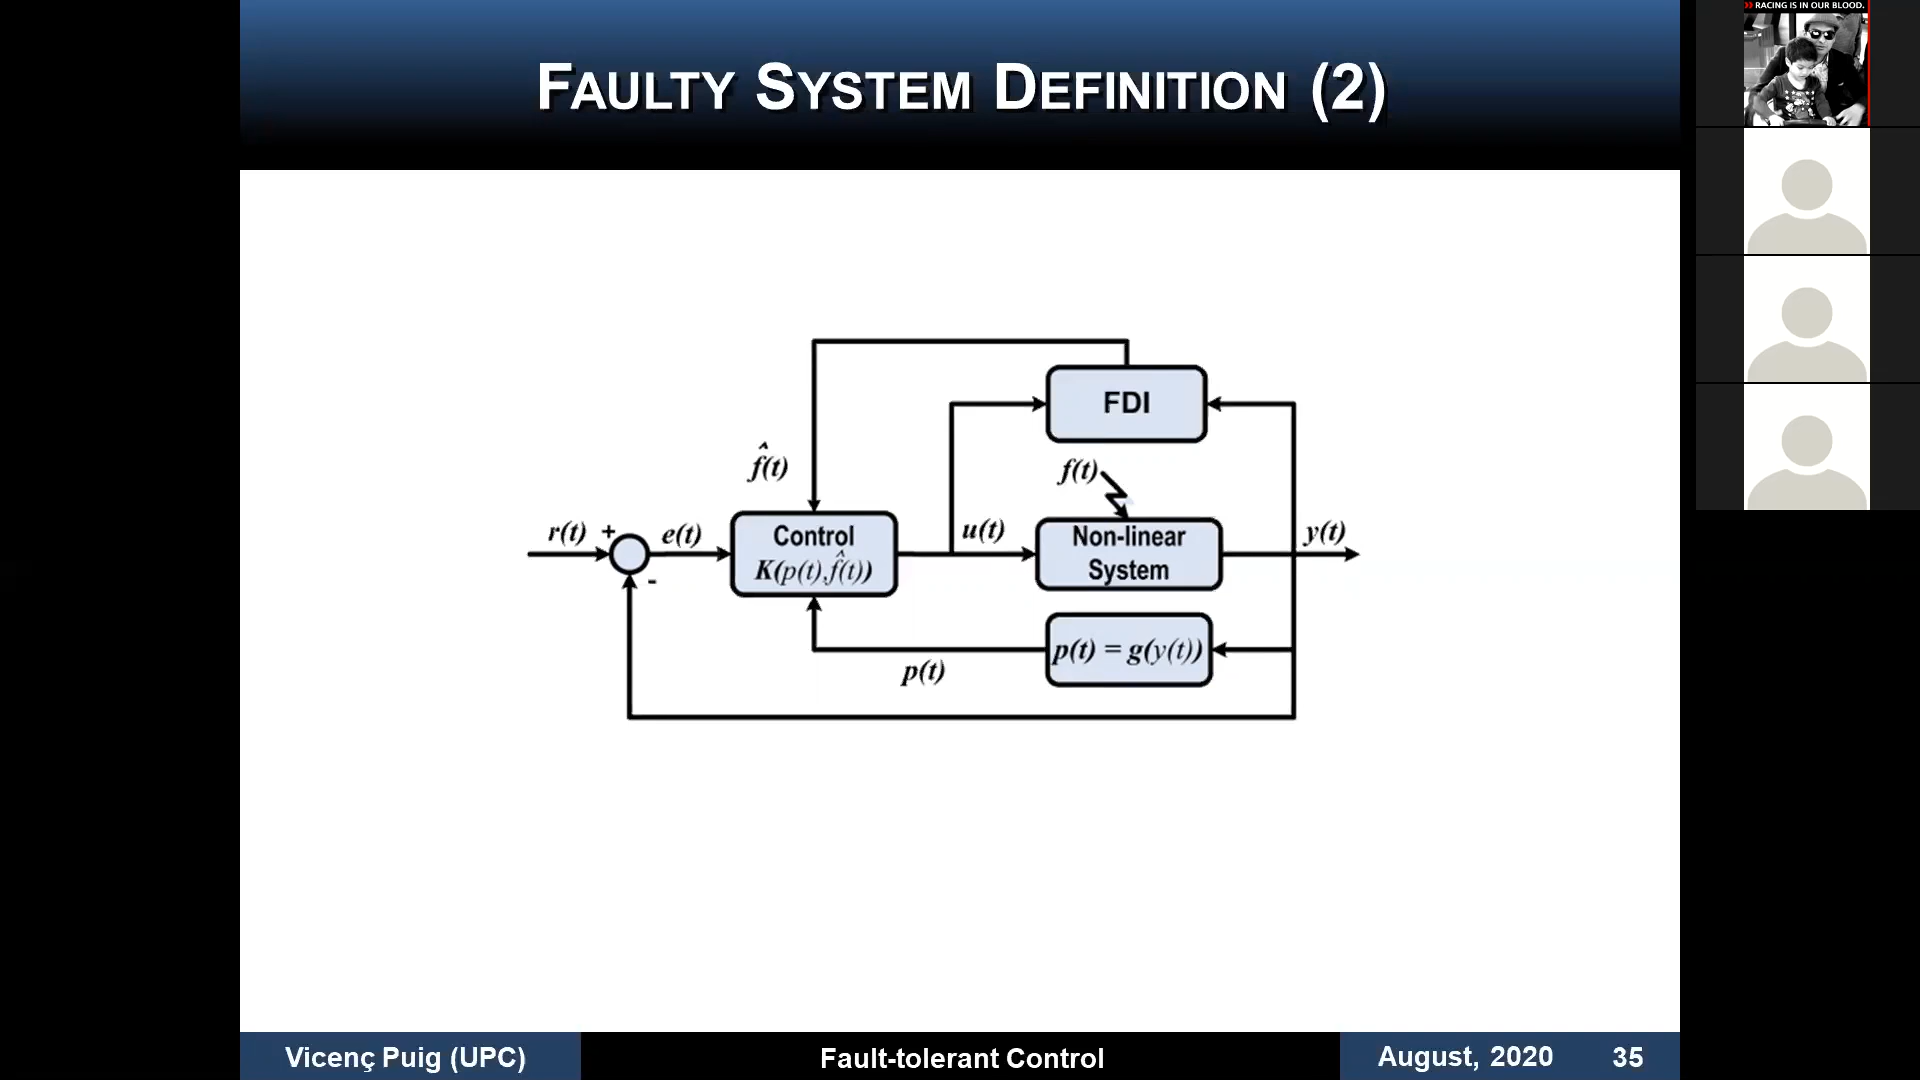 FAULTY SYSTEM DEFINITION (2)
» RACING IS IN OUR BLOOD.
FDI
f̂(t)
f(t)
r(t) + e(t)
-
Control
K(p(t),f̂(t))
u(t)
Non-linear
System
y(t)
p(t) = g(y(t))
p(t)
Vicenç Puig (UPC)
Fault-tolerant Control
August, 2020 35